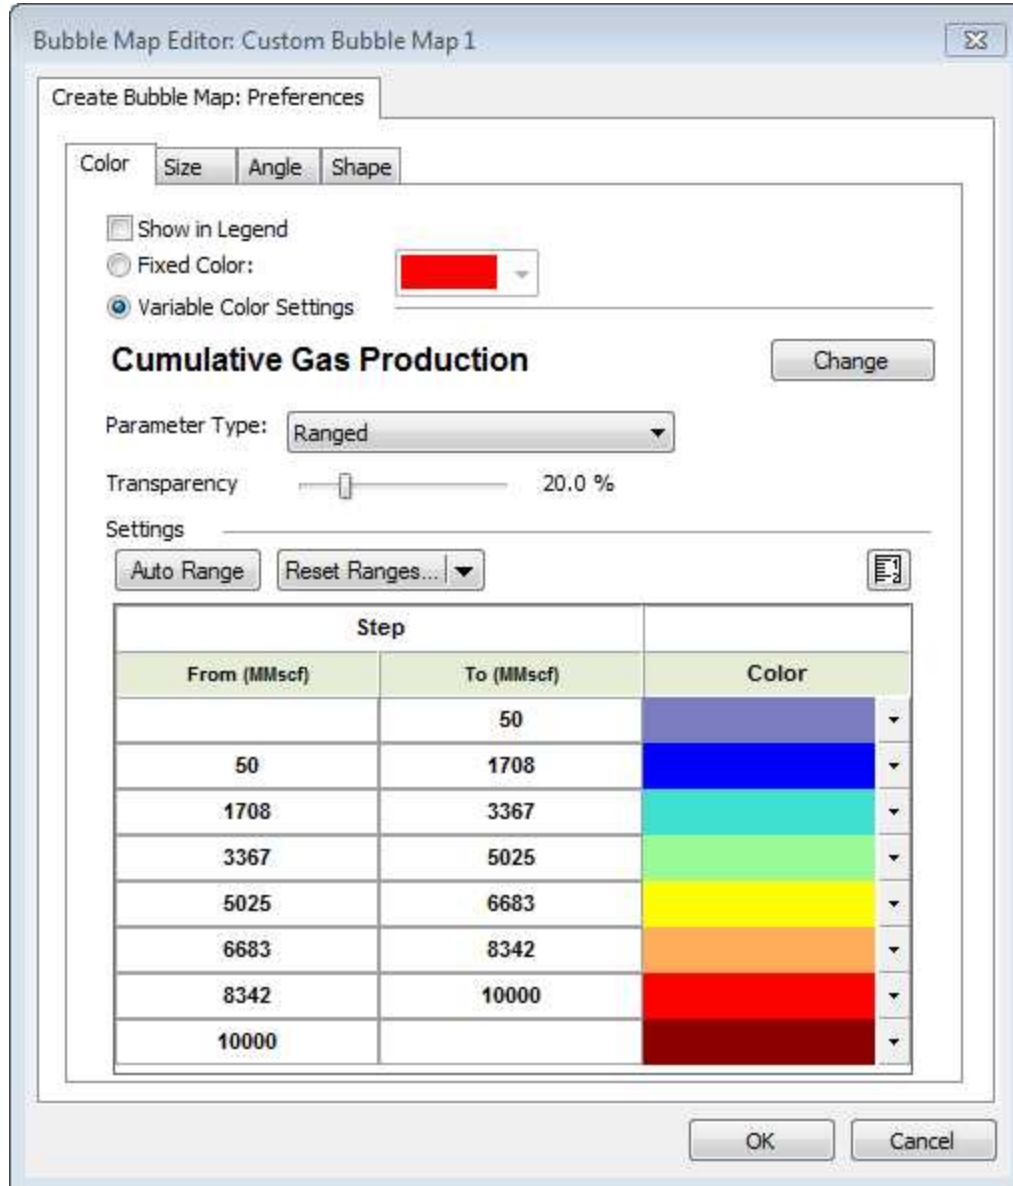 Bubble Map Editor: Custom Bubble Map 1
Create Bubble Map: Preferences
Color Size Angle Shape
Show in Legend
Fixed Color:
Variable Color Settings
Cumulative Gas Production Change
Parameter Type: Ranged
Transparency 20.0 %
Settings
Auto Range Reset Ranges...
Step
From (MMscf) To (MMscf) Color
50
50 1708
1708 3367
3367 5025
5025 6683
6683 8342
8342 10000
10000
OK Cancel